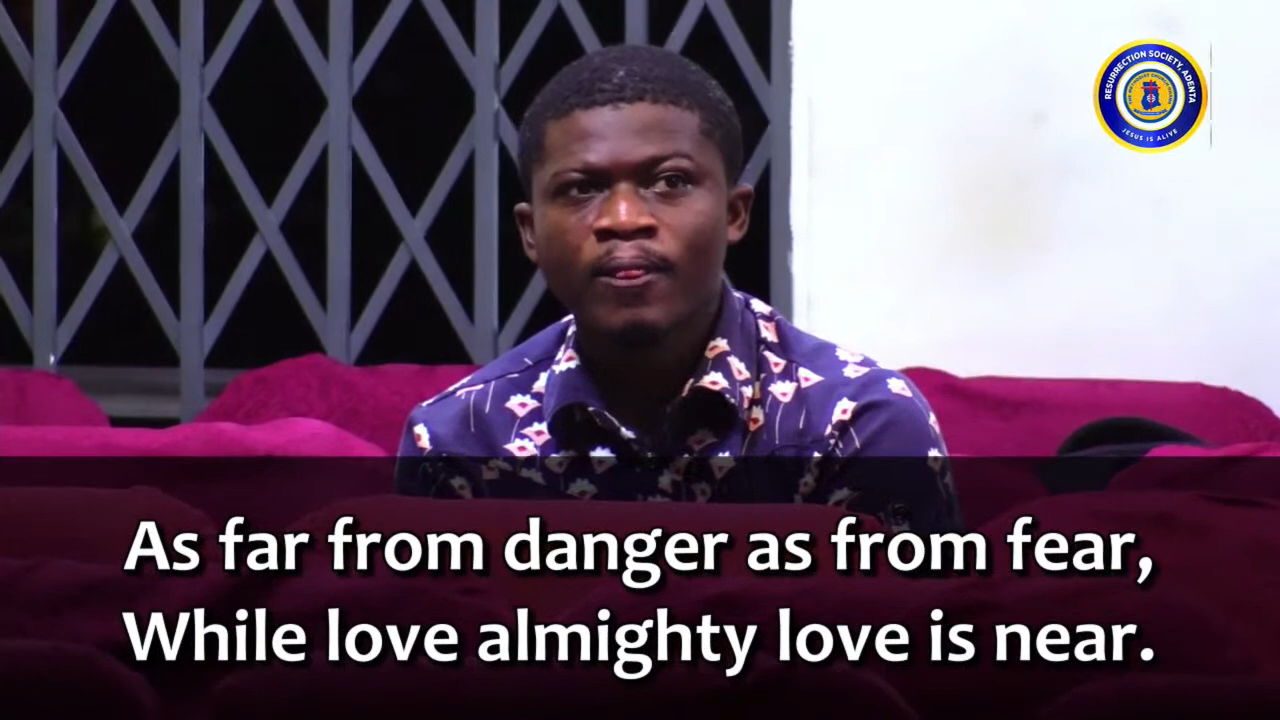 RESURRECTION SOCIETY, ADENTA
JESUS IS ALIVE
As far from danger as from fear,
While love almighty love is near.